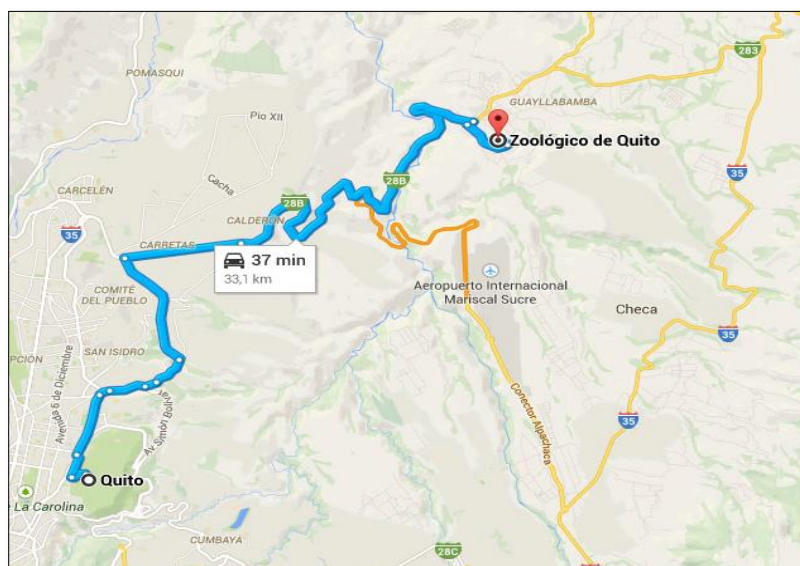 283
POMASQUI
GUAYLLABAMBA
Pio XII
Zoológico de Quito
35
28B
Cacha
CARCELÉN
28B
CALDERÓN
35
CARRETAS
37 min
33,1 km
Aeropuerto Internacional
Mariscal Sucre
COMITÉ
DEL PUEBLO
Checa
35
SAN ISIDRO
PCIÓN
Avenida 6 de Diciembre
Av Simón Bolívar
Conector Alpachaca
35
Quito
e La Carolina
CUMBAYÁ
28C